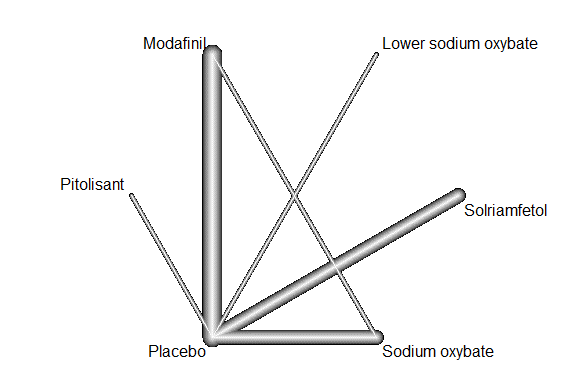 Modafinil
Lower sodium oxybate
Pitolisant
Solriamfetol
Placebo
Sodium oxybate